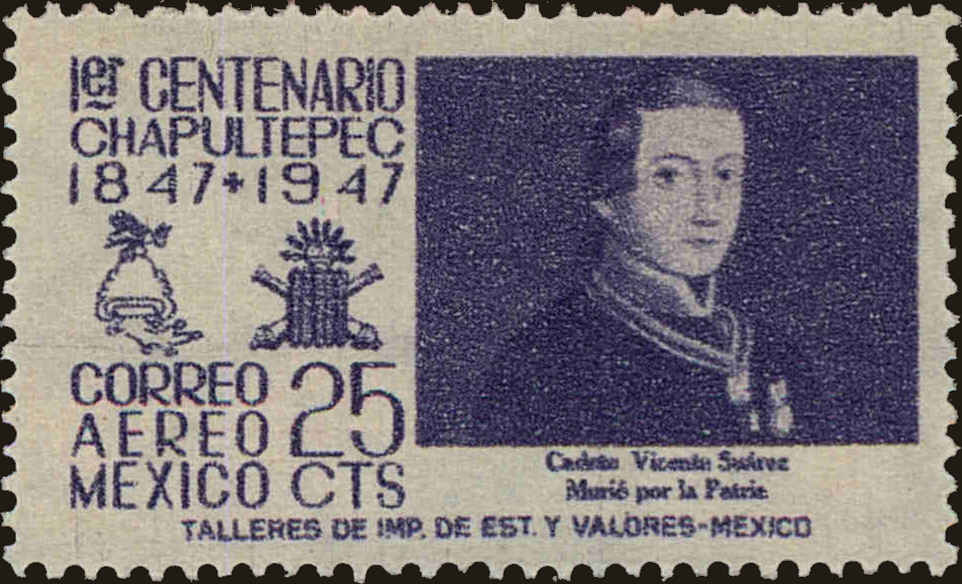 1er CENTENARIO
CHAPULTEPEC
1847+1947
CORREO
AEREO
MEXICO
25
CTS
Cadete Vicente Suárez
Murió por la Patria
TALLERES DE IMP. DE EST. Y VALORES-MEXICO